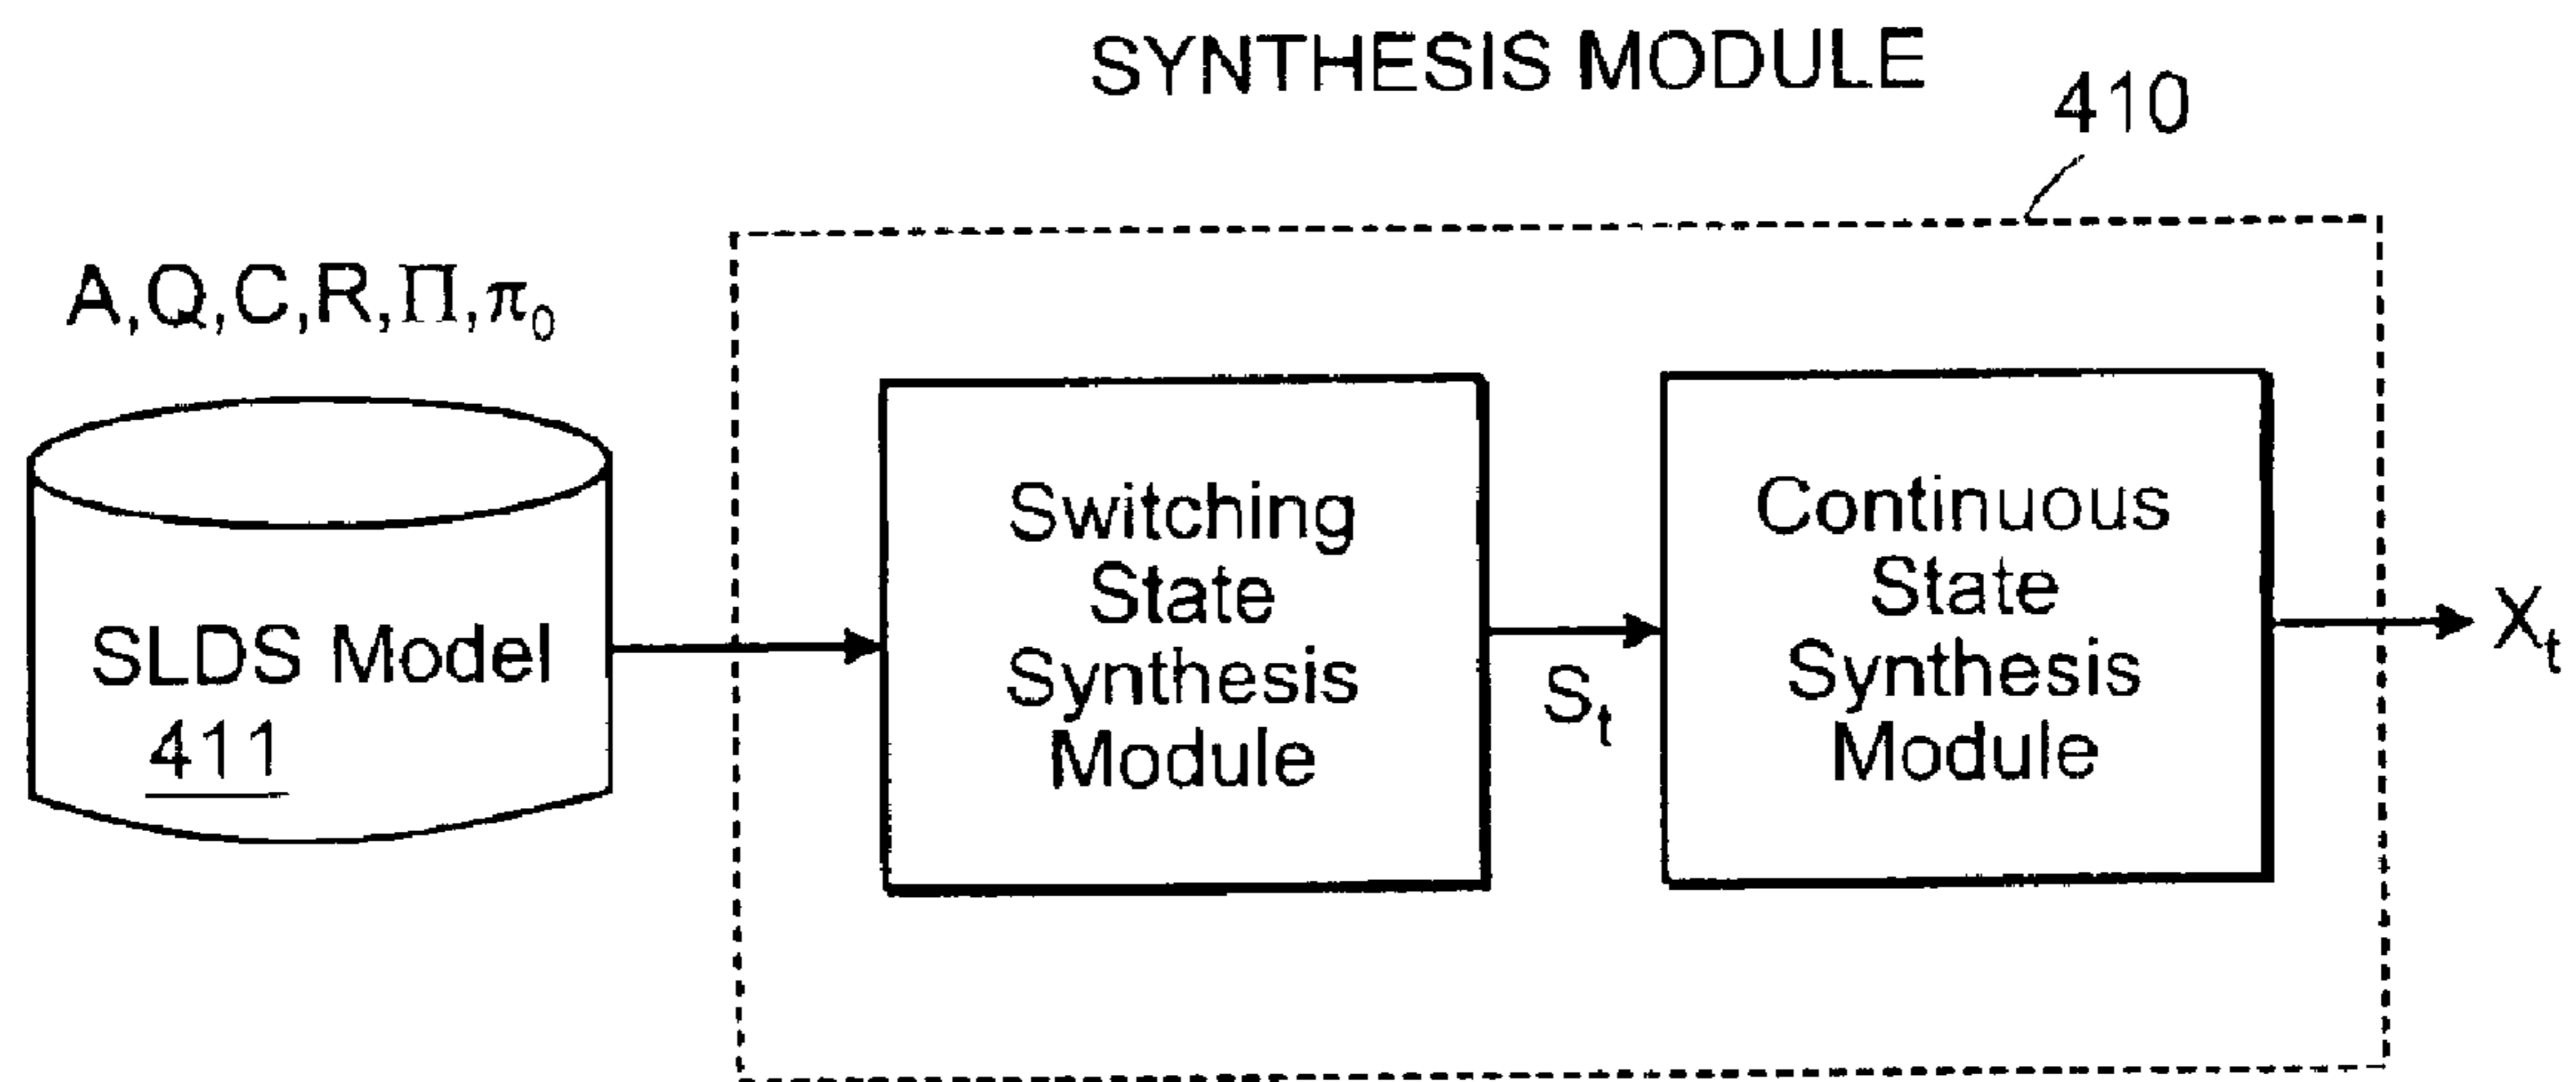 SYNTHESIS MODULE
410
A,Q,C,R,Π,π₀
SLDS Model
411
Switching
State
Synthesis
Module
Sₜ
Continuous
State
Synthesis
Module
Xₜ